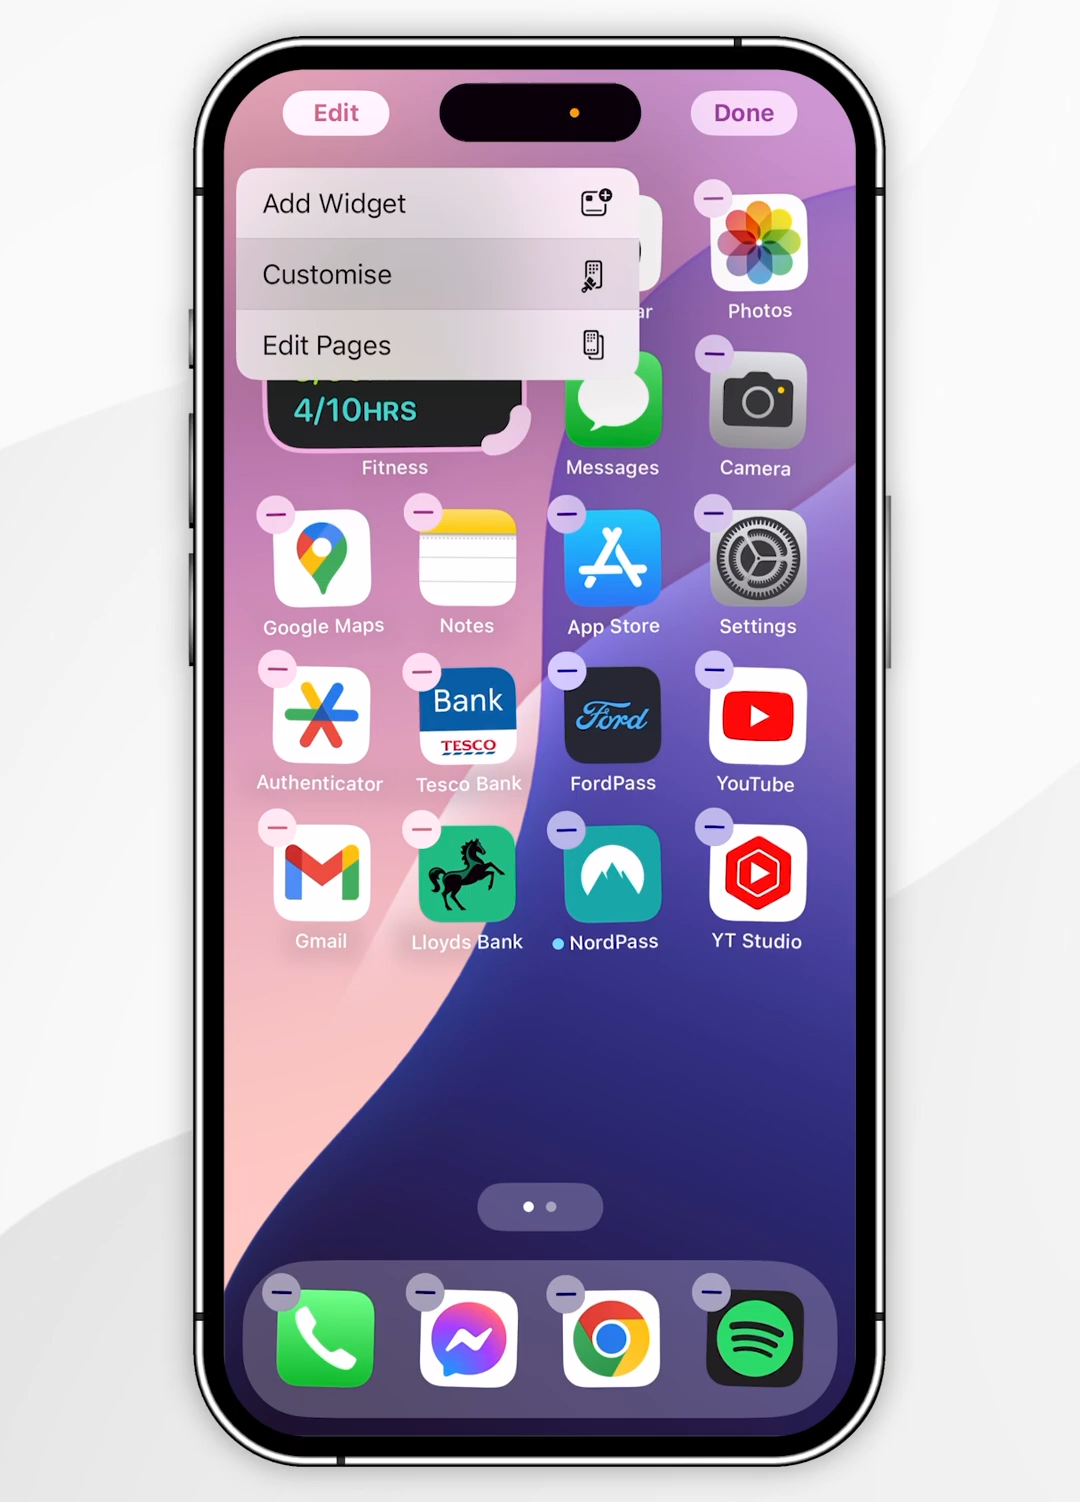 Edit
Done
Add Widget
Customise
Edit Pages
ar
Photos
4/10HRS
Fitness
Messages
Camera
Google Maps
Notes
App Store
Settings
Bank
TESCO
Ford
Authenticator
Tesco Bank
FordPass
YouTube
Gmail
Lloyds Bank
NordPass
YT Studio